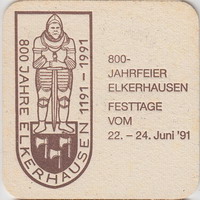 800 JAHRE ELKERHAUSEN 1191 - 1991
800-
JAHRFEIER
ELKERHAUSEN
FESTTAGE
VOM
22. - 24. Juni '91